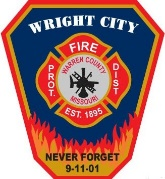 WRIGHT CITY
FIRE
PROT. DIST
WARREN COUNTY
MISSOURI
EST. 1895
NEVER FORGET
9-11-01